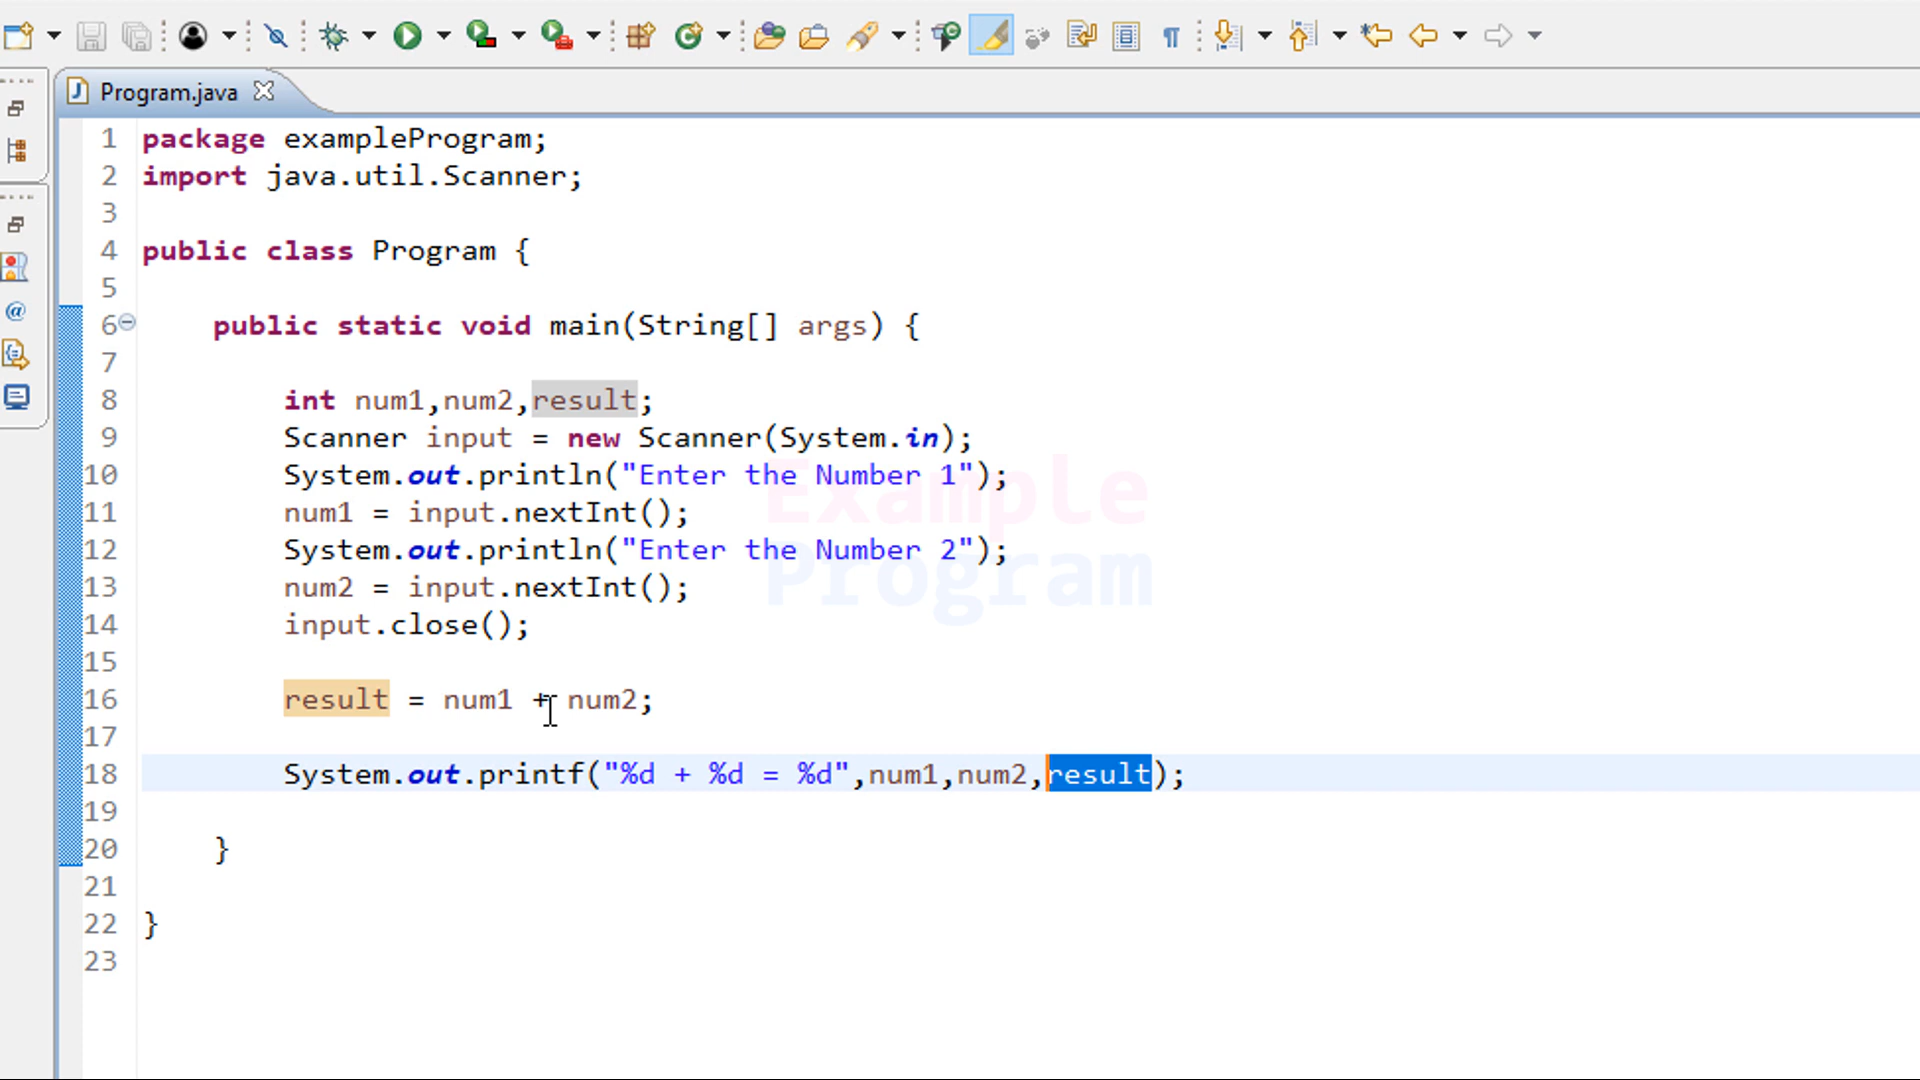 Program.java
1 package exampleProgram;
2 import java.util.Scanner;
3
4 public class Program {
5
6 public static void main(String[] args) {
7
8 int num1,num2,result;
9 Scanner input = new Scanner(System.in);
10 System.out.println("Enter the Number 1");
11 num1 = input.nextInt();
12 System.out.println("Enter the Number 2");
13 num2 = input.nextInt();
14 input.close();
15
16 result = num1 + num2;
17
18 System.out.printf("%d + %d = %d",num1,num2,result);
19
20 }
21
22 }
23
Example
Program